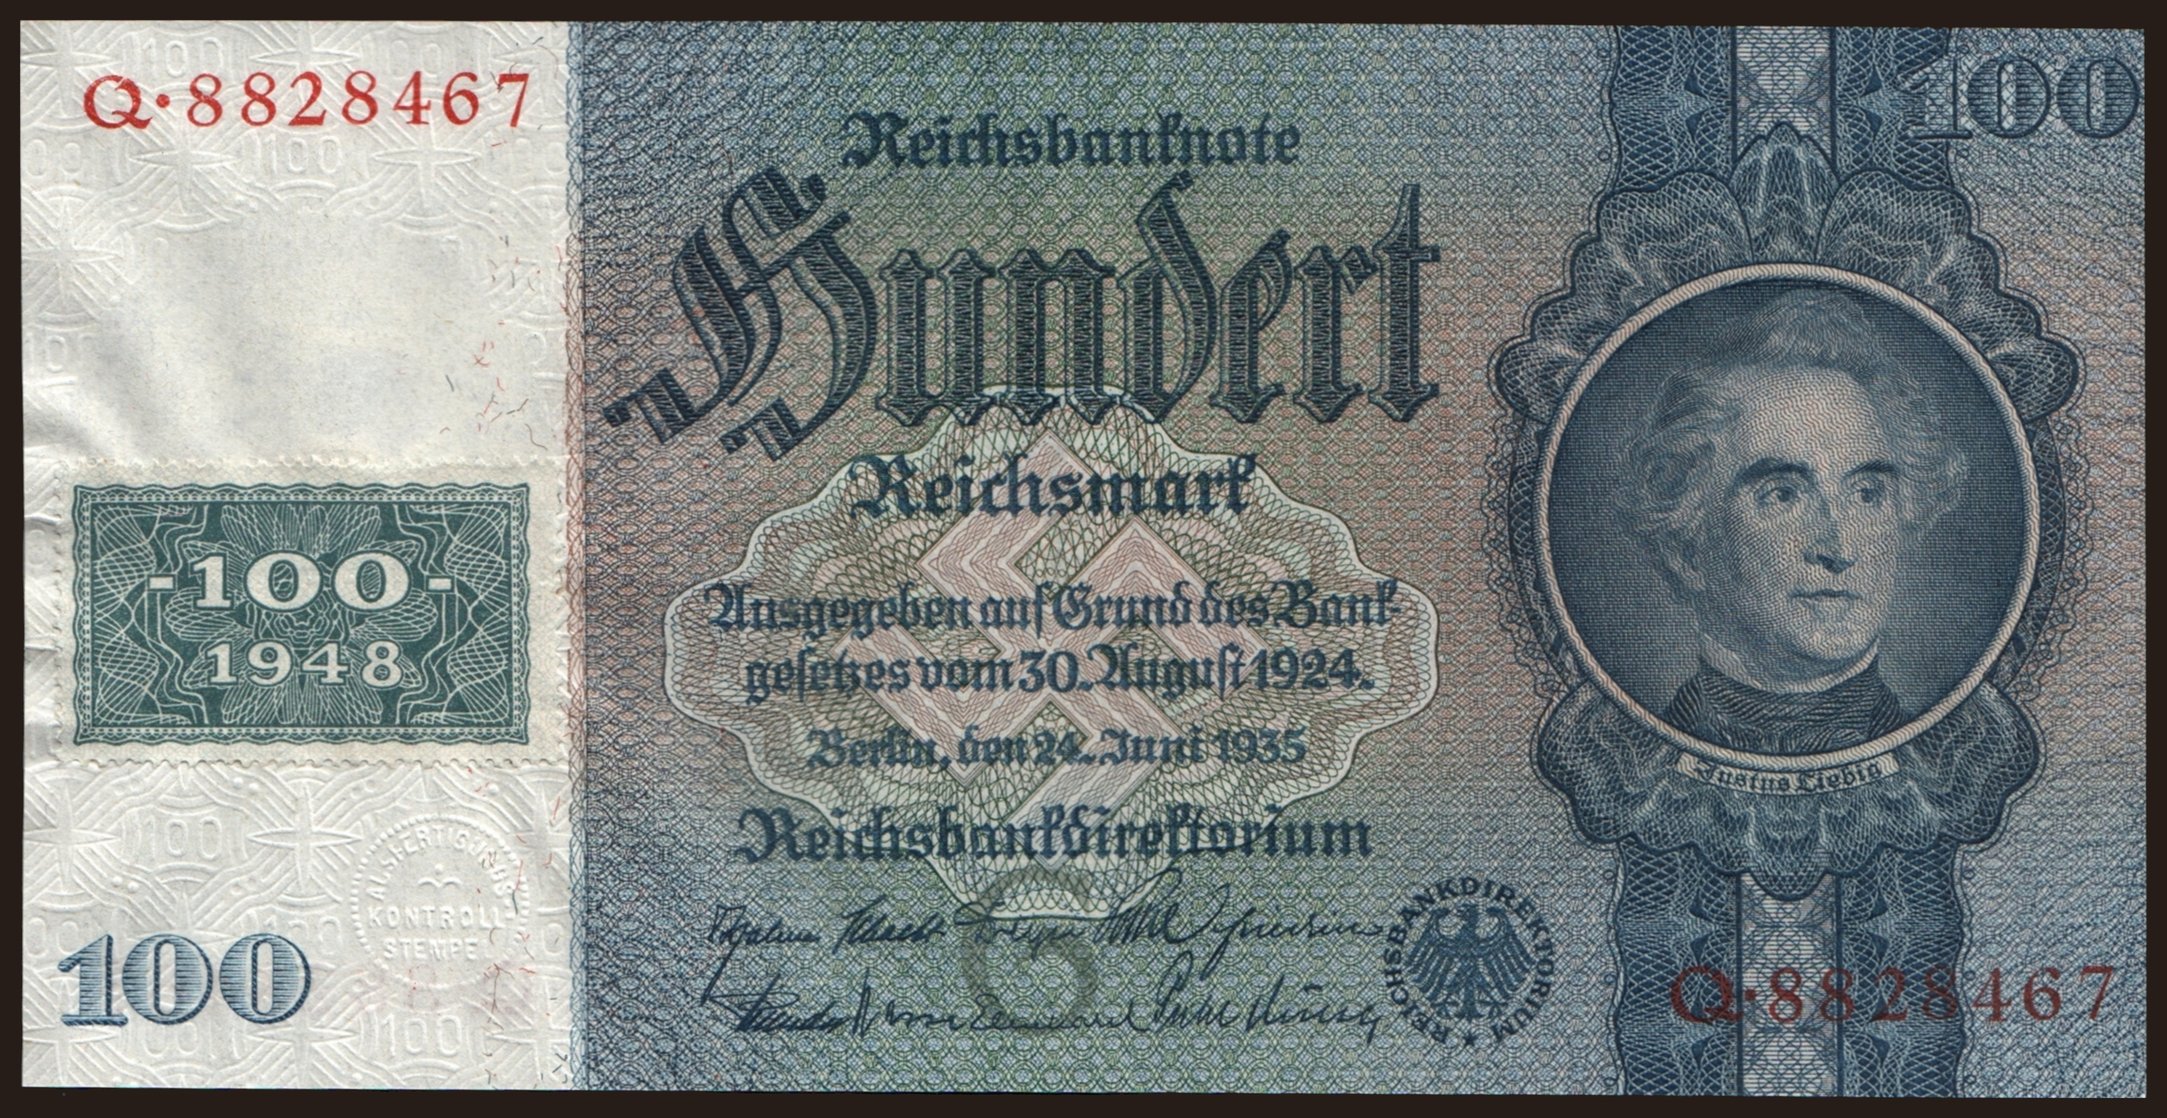 Q·8828467
100
Reichsbanknote
Hundert
Reichsmark
Ausgegeben auf Grund des Bank-
gesetzes vom 30. August 1924.
Berlin, den 24. Juni 1935
Reichsbankdirektorium
REICHSBANKDIREKTORIUM
G
Justus Liebig
-100-
1948
AUSFERTIGUNGS
KONTROLL
STEMPEL
100
Q·8828467